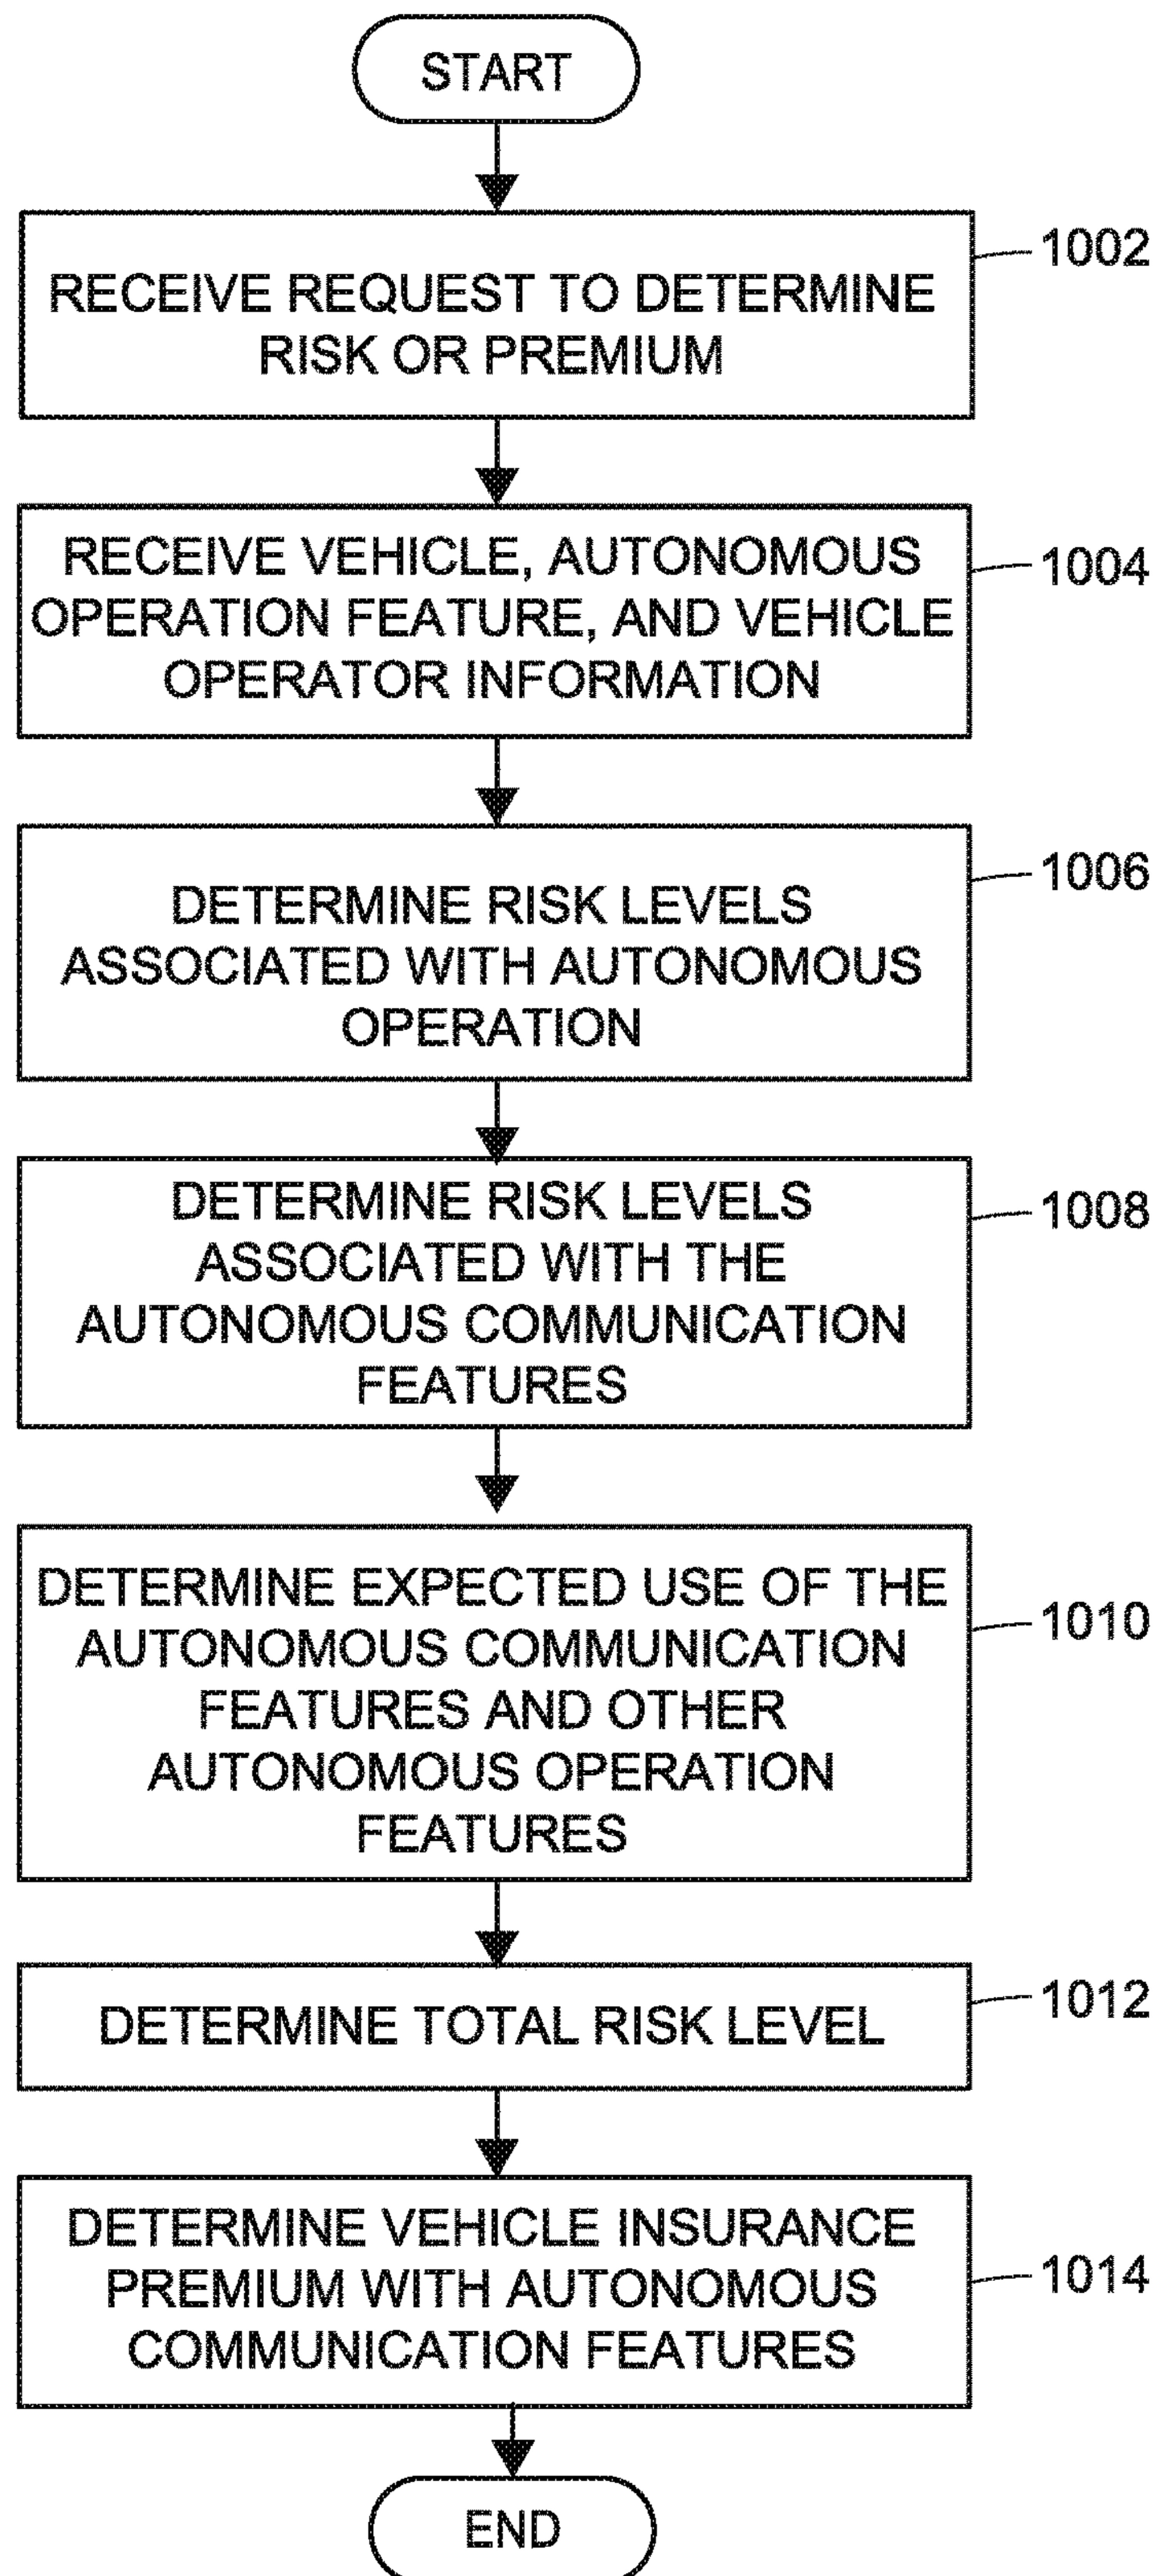 START
RECEIVE REQUEST TO DETERMINE
RISK OR PREMIUM
1002
RECEIVE VEHICLE, AUTONOMOUS
OPERATION FEATURE, AND VEHICLE
OPERATOR INFORMATION
1004
DETERMINE RISK LEVELS
ASSOCIATED WITH AUTONOMOUS
OPERATION
1006
DETERMINE RISK LEVELS
ASSOCIATED WITH THE
AUTONOMOUS COMMUNICATION
FEATURES
1008
DETERMINE EXPECTED USE OF THE
AUTONOMOUS COMMUNICATION
FEATURES AND OTHER
AUTONOMOUS OPERATION
FEATURES
1010
DETERMINE TOTAL RISK LEVEL
1012
DETERMINE VEHICLE INSURANCE
PREMIUM WITH AUTONOMOUS
COMMUNICATION FEATURES
1014
END